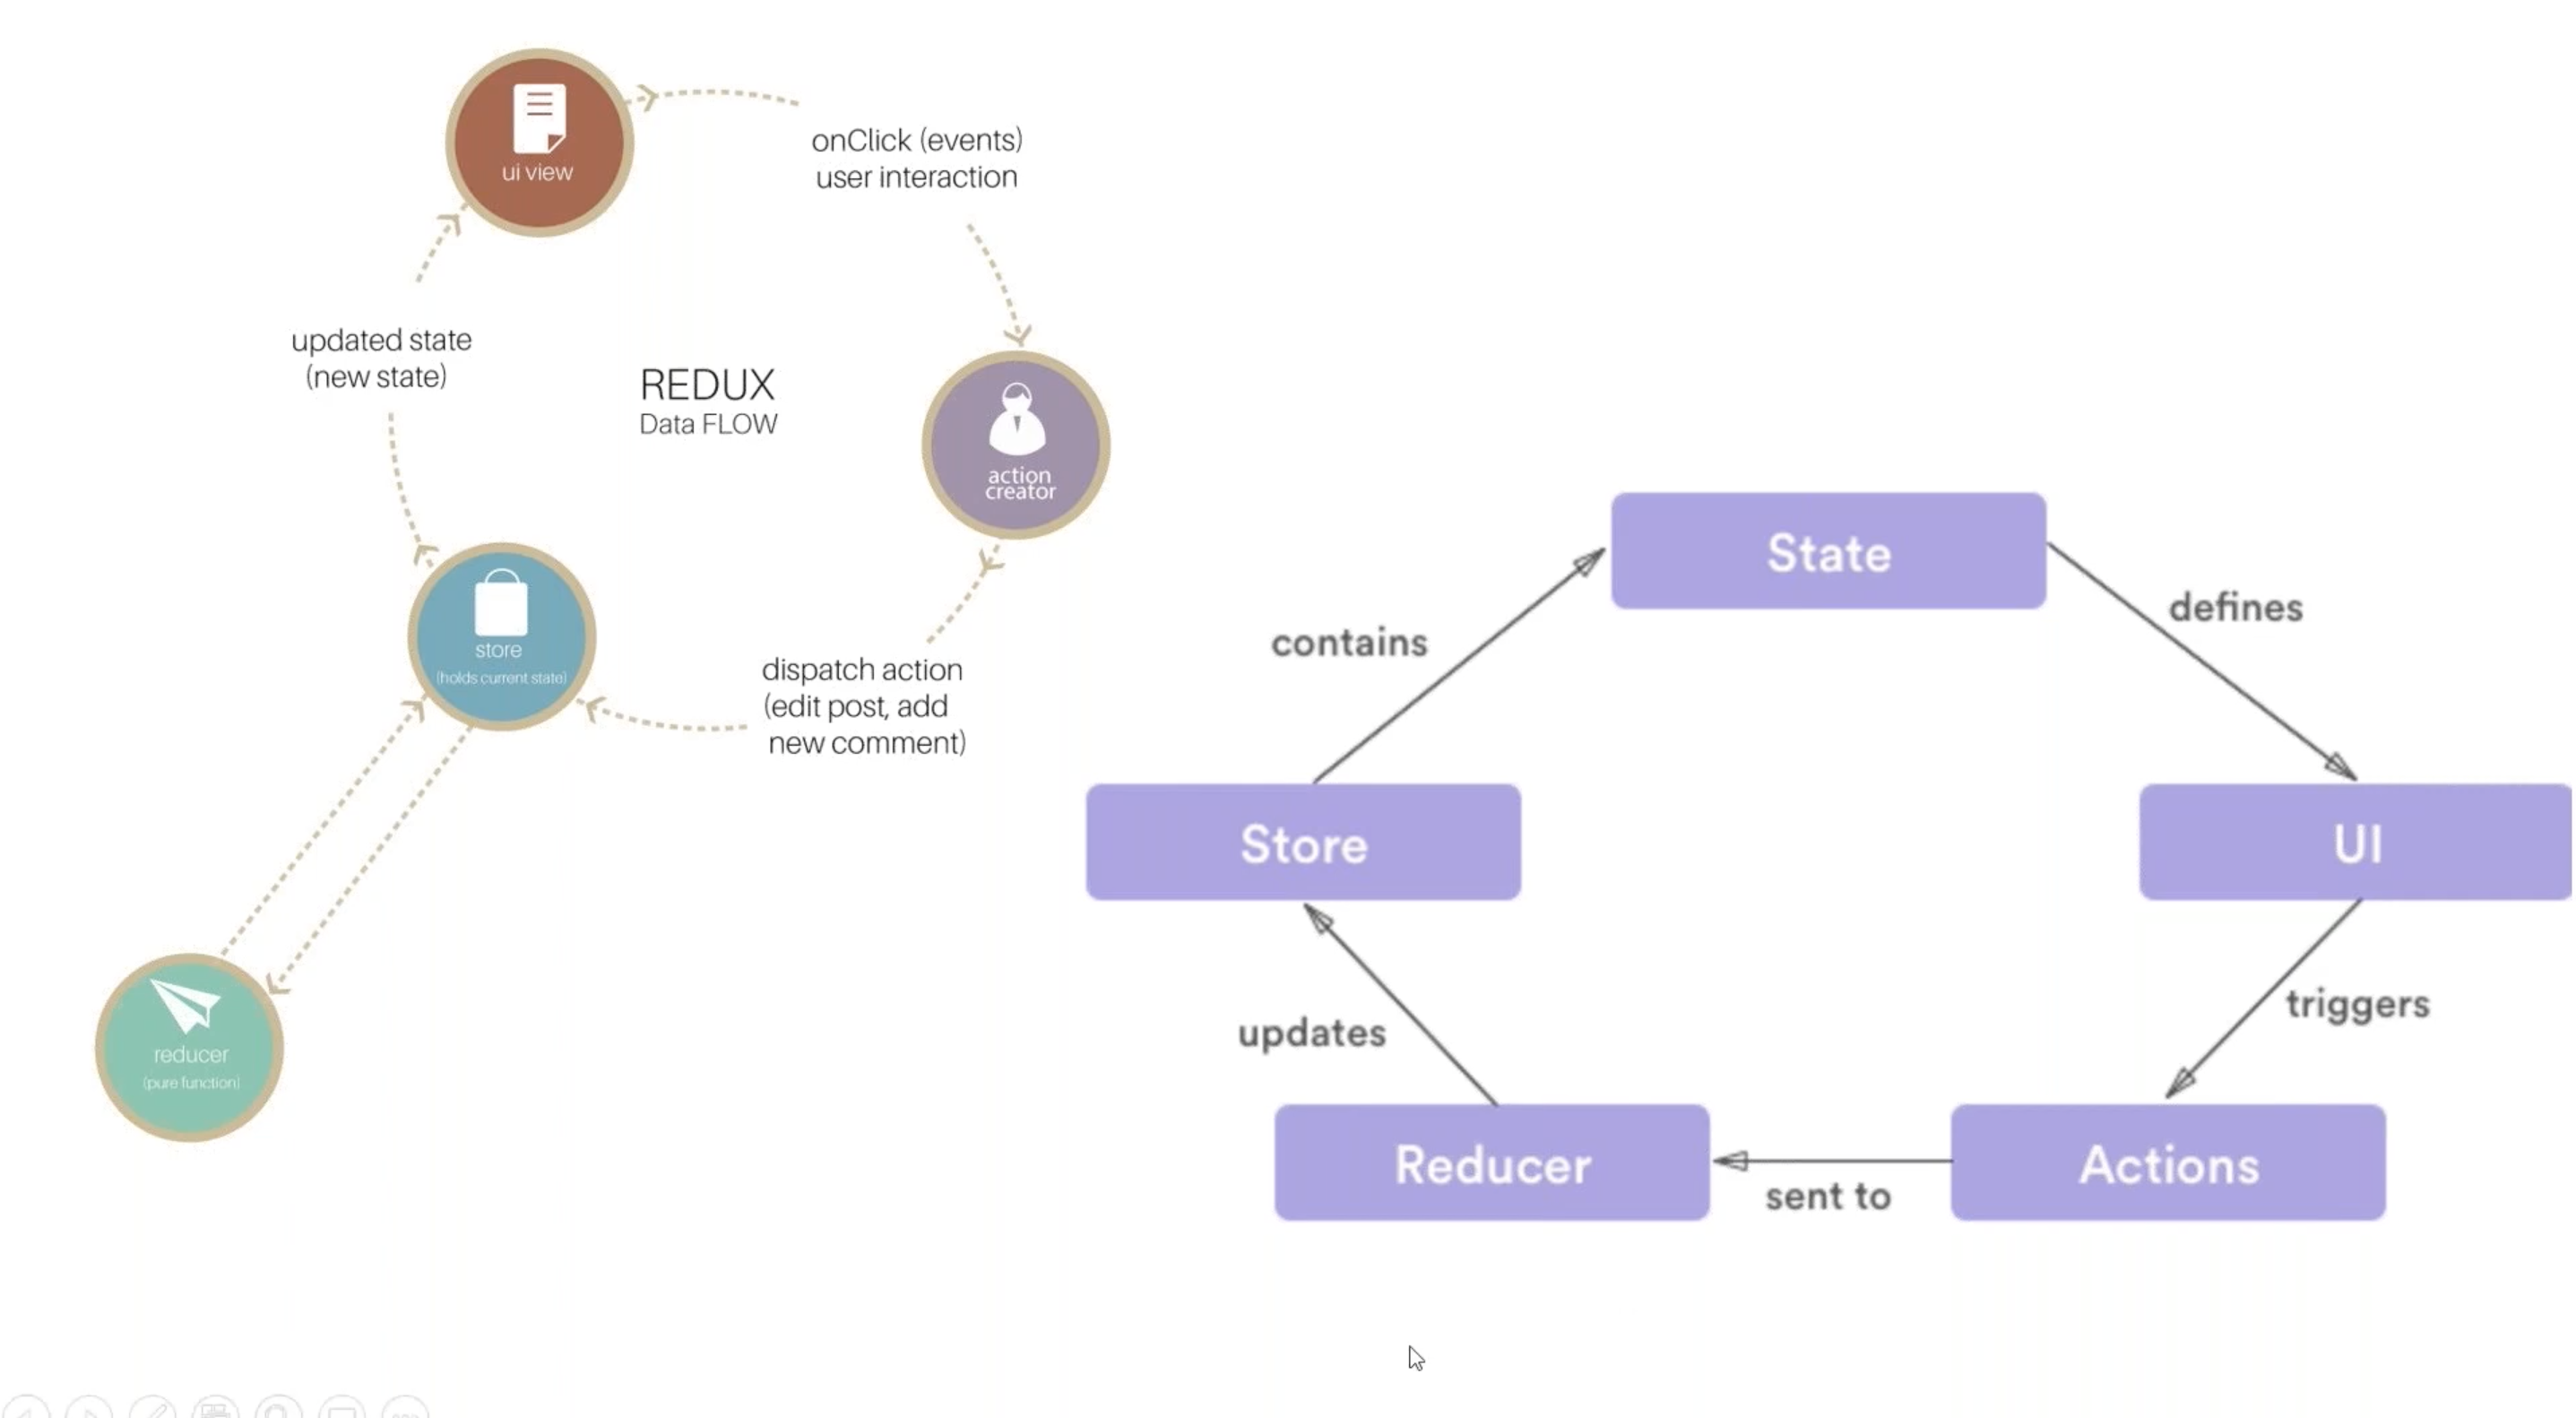 ui view
onClick (events)
user interaction
updated state
(new state)
REDUX
Data FLOW
action
creator
store
(holds current state)
dispatch action
(edit post, add
new comment)
reducer
(pure function)
State
contains
defines
Store
UI
updates
triggers
Reducer
sent to
Actions